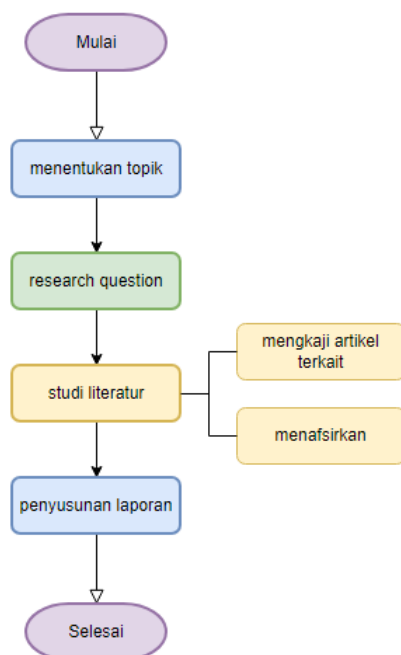 Mulai
menentukan topik
research question
studi literatur
mengkaji artikel
terkait
menafsirkan
penyusunan laporan
Selesai